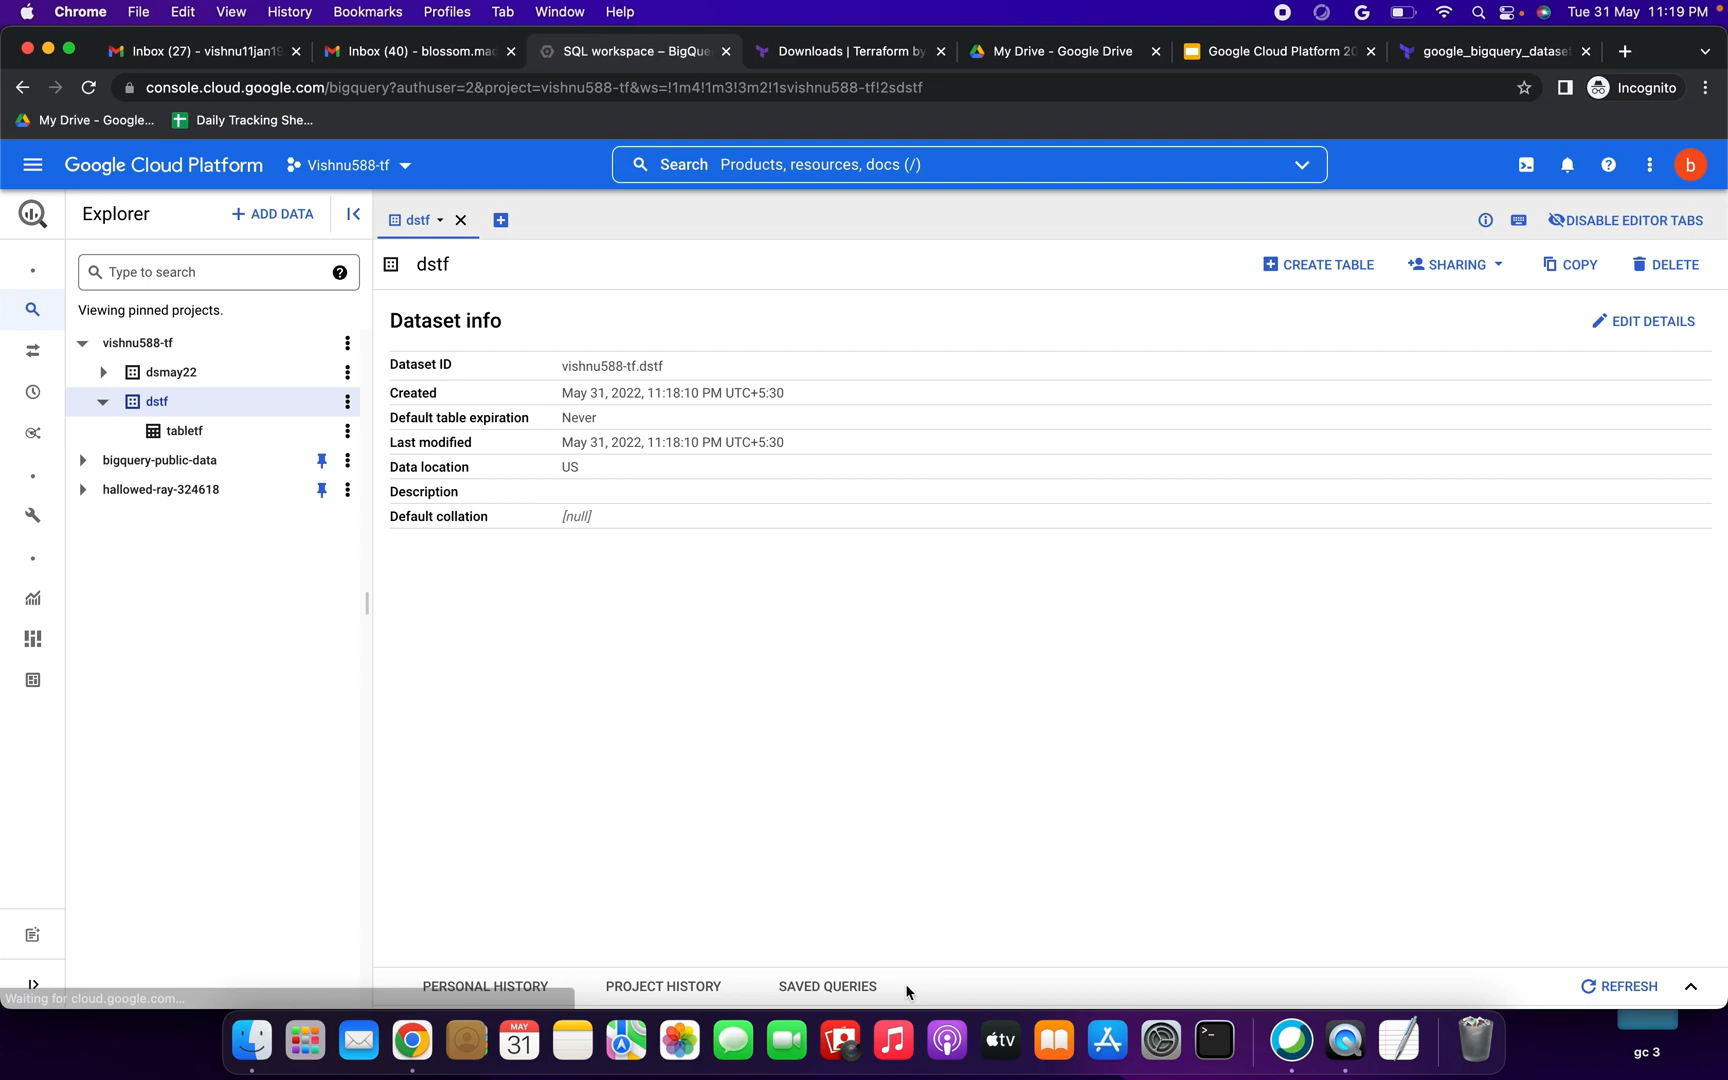 Chrome File Edit View History Bookmarks Profiles Tab Window Help Tue 31 May 11:19 PM
Inbox (27) - vishnu11jan19 Inbox (40) - blossom.mac SQL workspace – BigQue Downloads | Terraform by My Drive - Google Drive Google Cloud Platform 20 google_bigquery_dataset
console.cloud.google.com/bigquery?authuser=2&project=vishnu588-tf&ws=!1m4!1m3!3m2!1svishnu588-tf!2sdstf Incognito
My Drive - Google... Daily Tracking She...
Google Cloud Platform Vishnu588-tf Search Products, resources, docs (/) b
Explorer + ADD DATA dstf DISABLE EDITOR TABS
Type to search dstf CREATE TABLE SHARING COPY DELETE
Viewing pinned projects.
vishnu588-tf
dsmay22
dstf
tabletf
bigquery-public-data
hallowed-ray-324618
Dataset info EDIT DETAILS
Dataset ID vishnu588-tf.dstf
Created May 31, 2022, 11:18:10 PM UTC+5:30
Default table expiration Never
Last modified May 31, 2022, 11:18:10 PM UTC+5:30
Data location US
Description
Default collation [null]
PERSONAL HISTORY PROJECT HISTORY SAVED QUERIES REFRESH
Waiting for cloud.google.com...
MAY
31
tv
gc 3